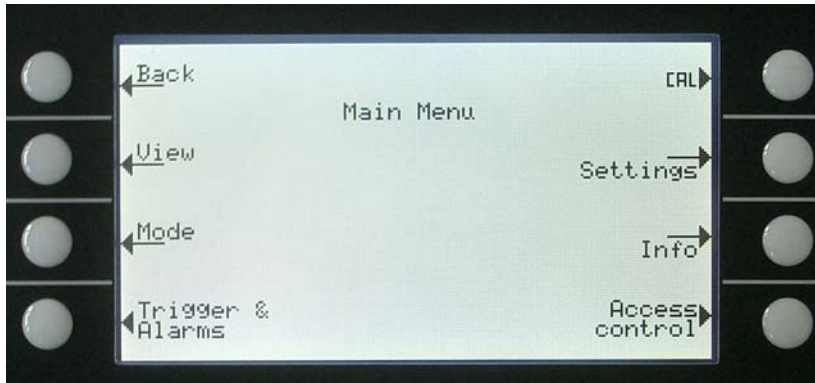 Back
CAL
Main Menu
View
Settings
Mode
Info
Trigger &
Alarms
Access
control